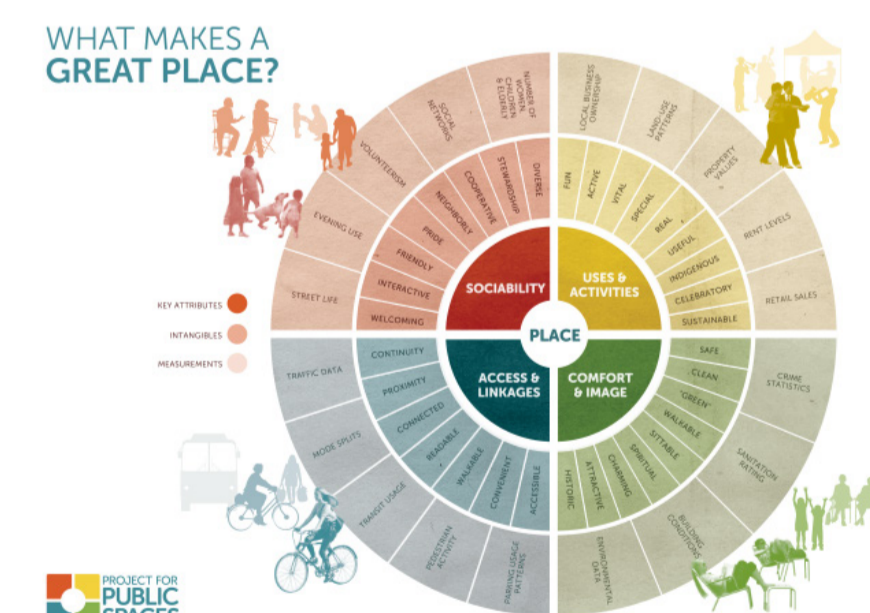 WHAT MAKES A
GREAT PLACE?
KEY ATTRIBUTES
INTANGIBLES
MEASUREMENTS
PLACE
SOCIABILITY
USES &
ACTIVITIES
ACCESS &
LINKAGES
COMFORT
& IMAGE
WELCOMING
INTERACTIVE
FRIENDLY
PRIDE
NEIGHBORLY
COOPERATIVE
STEWARDSHIP
DIVERSE
STREET LIFE
EVENING USE
VOLUNTEERISM
SOCIAL
NETWORKS
NUMBER OF
WOMEN,
CHILDREN
& ELDERLY
FUN
ACTIVE
VITAL
SPECIAL
REAL
USEFUL
INDIGENOUS
CELEBRATORY
SUSTAINABLE
LOCAL BUSINESS
OWNERSHIP
LAND-USE
PATTERNS
PROPERTY
VALUES
RENT LEVELS
RETAIL SALES
CONTINUITY
PROXIMITY
CONNECTED
READABLE
WALKABLE
CONVENIENT
ACCESSIBLE
TRAFFIC DATA
MODE SPLITS
TRANSIT USAGE
PEDESTRIAN
ACTIVITY
PARKING USAGE
PATTERNS
SAFE
CLEAN
"GREEN"
WALKABLE
SITTABLE
SPIRITUAL
CHARMING
ATTRACTIVE
HISTORIC
CRIME
STATISTICS
SANITATION
RATING
BUILDING
CONDITIONS
ENVIRONMENTAL
DATA
PROJECT FOR
PUBLIC
SPACES